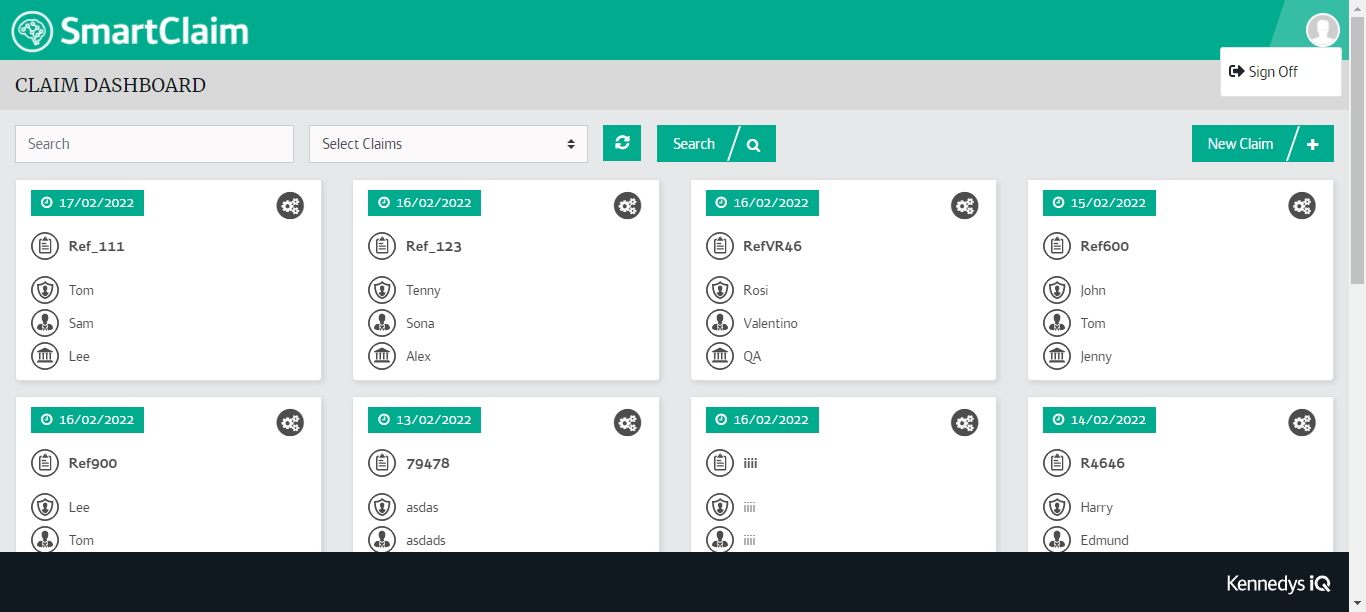 SmartClaim
Sign Off
CLAIM DASHBOARD
Search
Select Claims
Search
New Claim
17/02/2022
Ref_111
Tom
Sam
Lee
16/02/2022
Ref_123
Tenny
Sona
Alex
16/02/2022
RefVR46
Rosi
Valentino
QA
15/02/2022
Ref600
John
Tom
Jenny
16/02/2022
Ref900
Lee
Tom
13/02/2022
79478
asdas
asdads
16/02/2022
iiii
iiii
iiii
14/02/2022
R4646
Harry
Edmund
Kennedys iQ